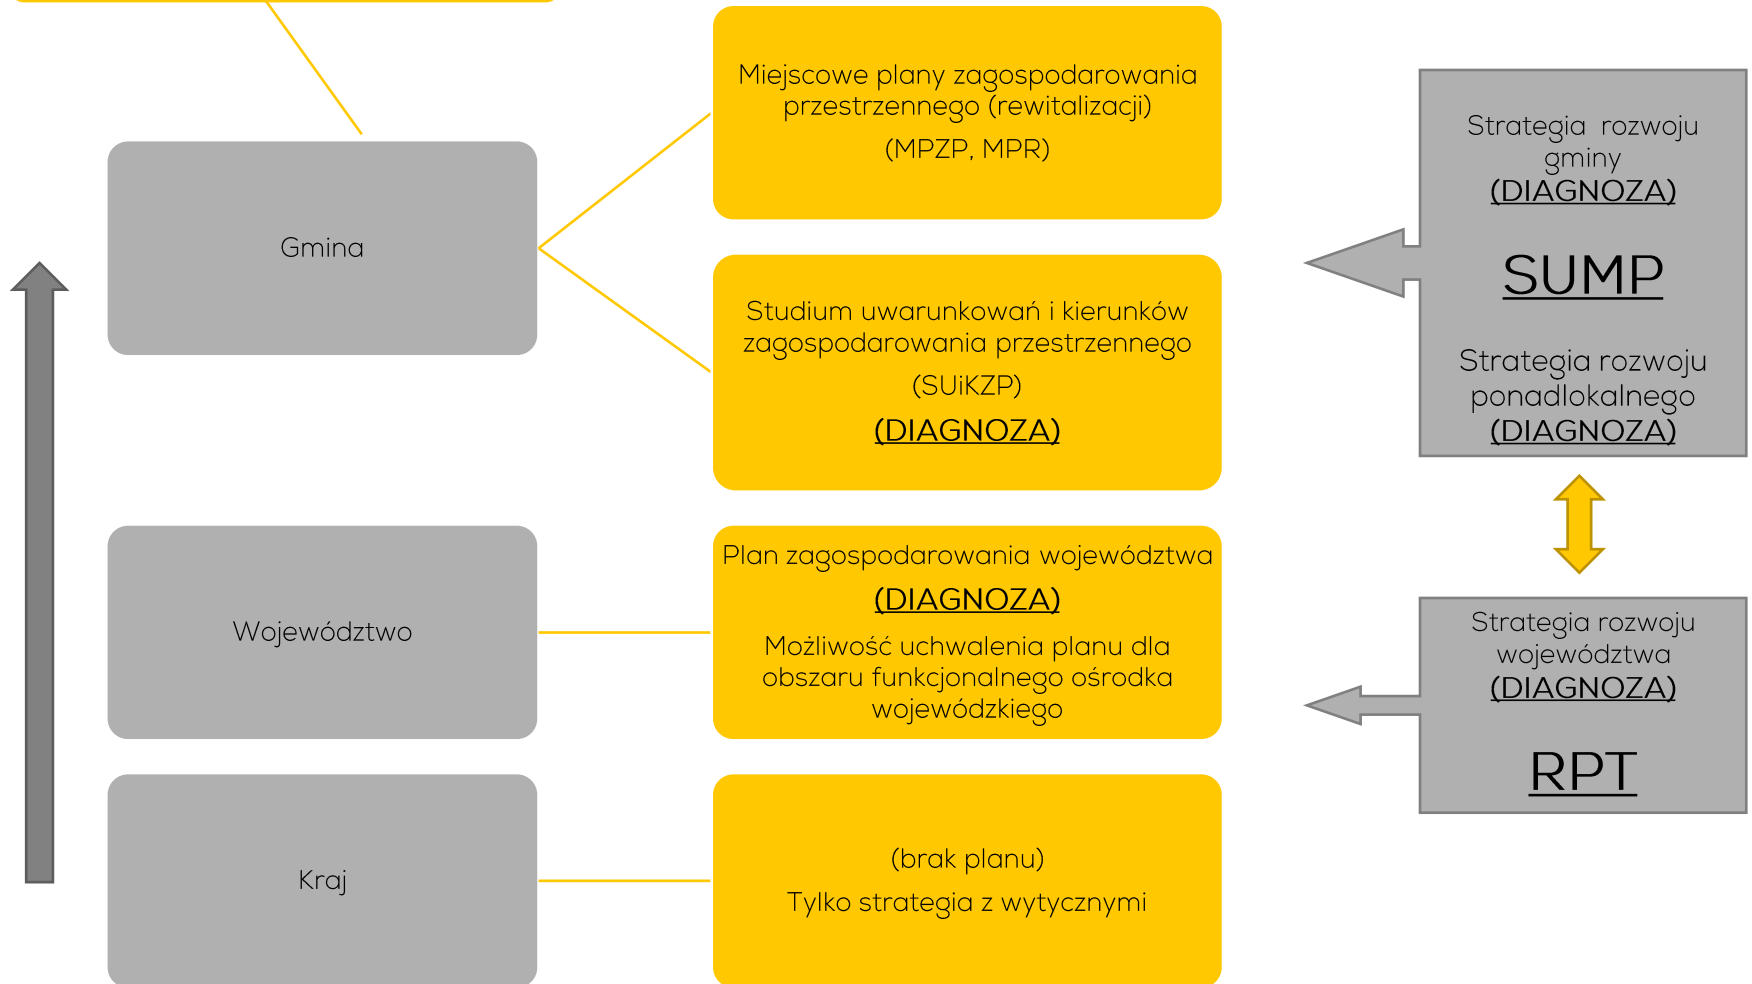 Miejscowe plany zagospodarowania
przestrzennego (rewitalizacji)
(MPZP, MPR)
Gmina
Studium uwarunkowań i kierunków
zagospodarowania przestrzennego
(SUiKZP)
(DIAGNOZA)
Strategia rozwoju
gminy
(DIAGNOZA)
SUMP
Strategia rozwoju
ponadlokalnego
(DIAGNOZA)
Województwo
Plan zagospodarowania województwa
(DIAGNOZA)
Możliwość uchwalenia planu dla
obszaru funkcjonalnego ośrodka
wojewódzkiego
Strategia rozwoju
województwa
(DIAGNOZA)
RPT
Kraj
(brak planu)
Tylko strategia z wytycznymi